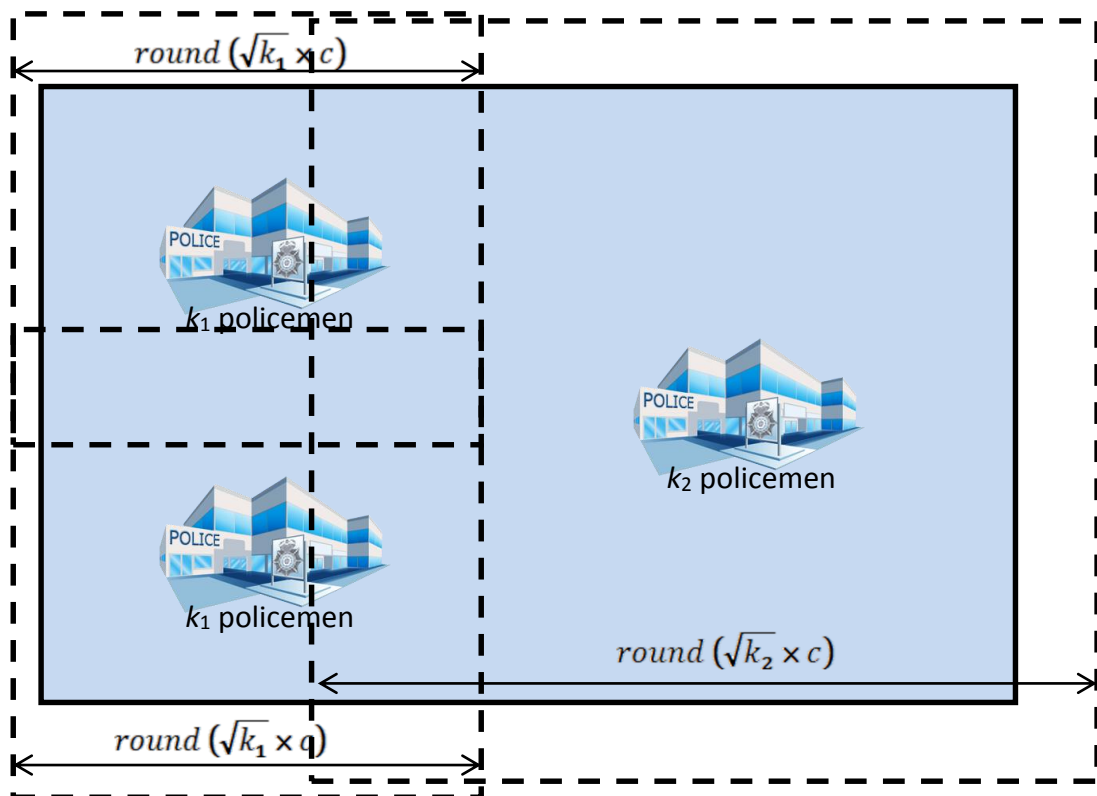 round (√k₁ × c)
POLICE
k₁ policemen
POLICE
k₂ policemen
POLICE
k₁ policemen
round (√k₂ × c)
round (√k₁ × c)